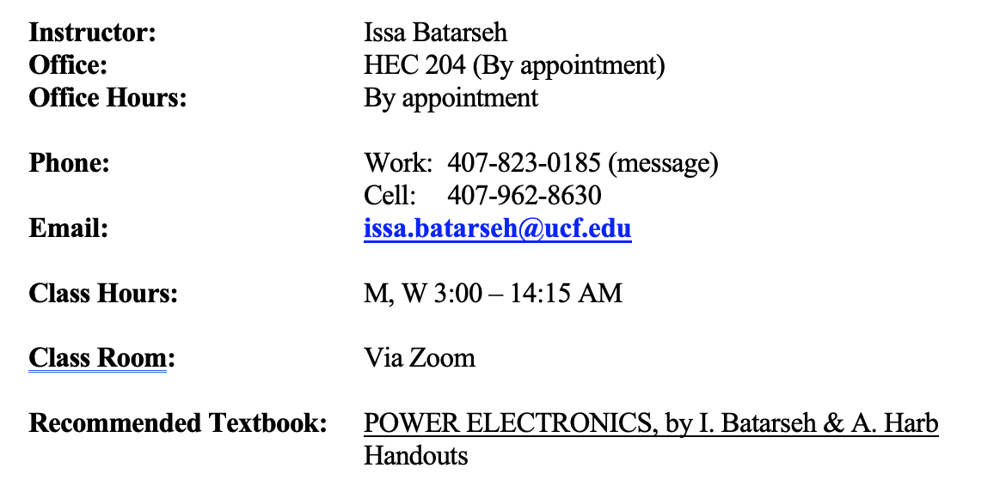 Instructor: Issa Batarseh
Office: HEC 204 (By appointment)
Office Hours: By appointment
Phone: Work: 407-823-0185 (message)
Cell: 407-962-8630
Email: issa.batarseh@ucf.edu
Class Hours: M, W 3:00 – 14:15 AM
Class Room: Via Zoom
Recommended Textbook: POWER ELECTRONICS, by I. Batarseh & A. Harb
Handouts